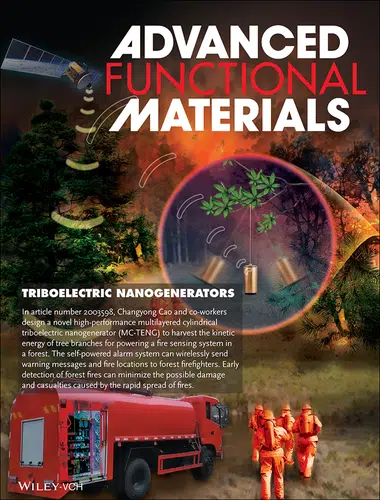 ADVANCED
FUNCTIONAL
MATERIALS
TRIBOELECTRIC NANOGENERATORS
In article number 2003598, Changyong Cao and co-workers
design a novel high-performance multilayered cylindrical
triboelectric nanogenerator (MC-TENG) to harvest the kinetic
energy of tree branches for powering a fire sensing system in
a forest. The self-powered alarm system can wirelessly send
warning messages and fire locations to forest firefighters. Early
detection of forest fires can minimize the possible damage
and casualties caused by the rapid spread of fires.
WILEY-VCH